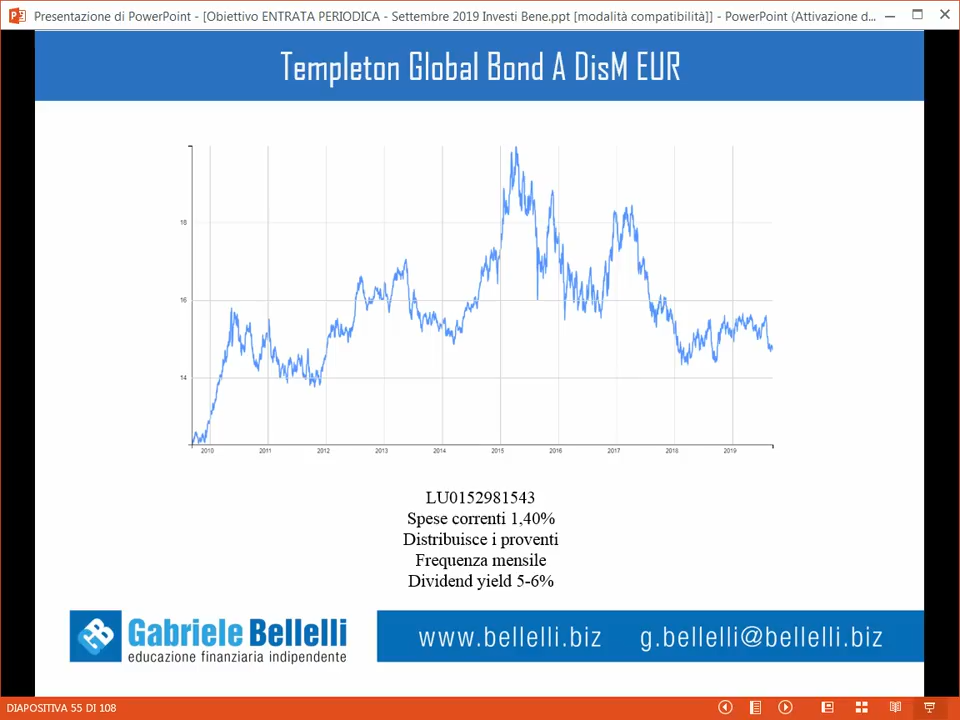 Presentazione di PowerPoint - [Obiettivo ENTRATA PERIODICA - Settembre 2019 Investi Bene.ppt [modalità compatibilità]] - PowerPoint (Attivazione d...
Templeton Global Bond A DisM EUR
18
16
14
2010 2011 2012 2013 2014 2015 2016 2017 2018 2019
LU0152981543
Spese correnti 1,40%
Distribuisce i proventi
Frequenza mensile
Dividend yield 5-6%
Gabriele Bellelli
educazione finanziaria indipendente
www.bellelli.biz g.bellelli@bellelli.biz
DIAPOSITIVA 55 DI 108